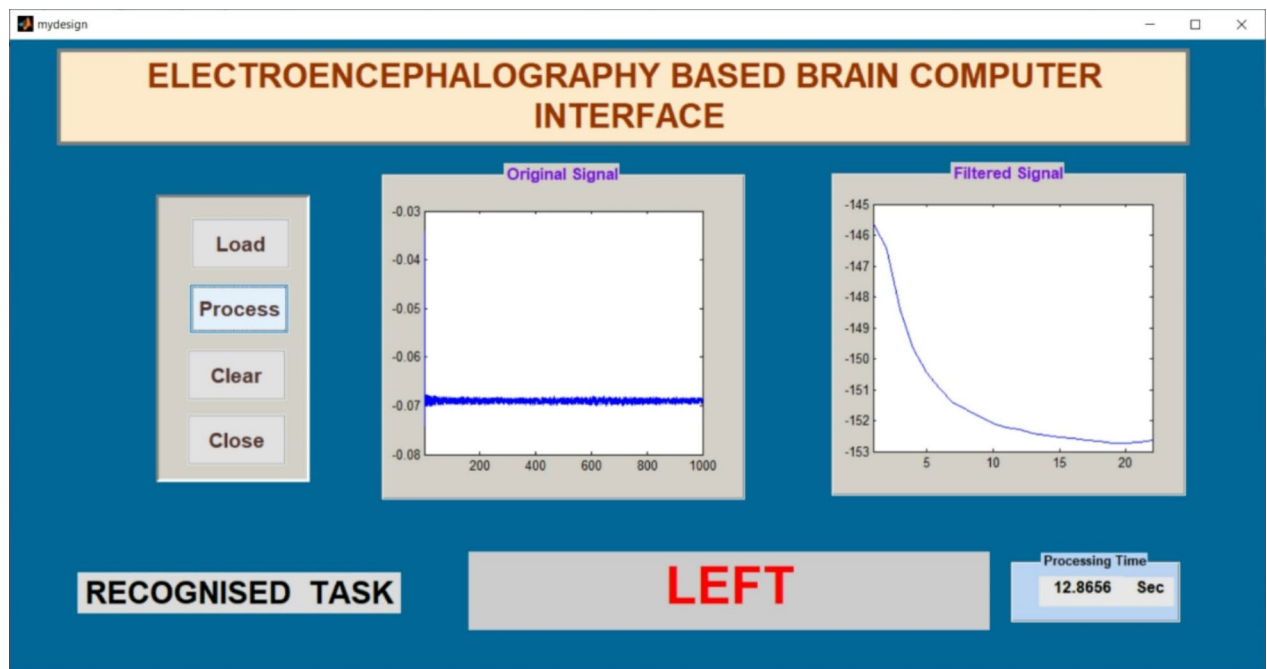 mydesign
ELECTROENCEPHALOGRAPHY BASED BRAIN COMPUTER
INTERFACE
Load
Process
Clear
Close
Original Signal
-0.03
-0.04
-0.05
-0.06
-0.07
-0.08
200 400 600 800 1000
Filtered Signal
-145
-146
-147
-148
-149
-150
-151
-152
-153
5 10 15 20
RECOGNISED TASK
LEFT
Processing Time
12.8656 Sec